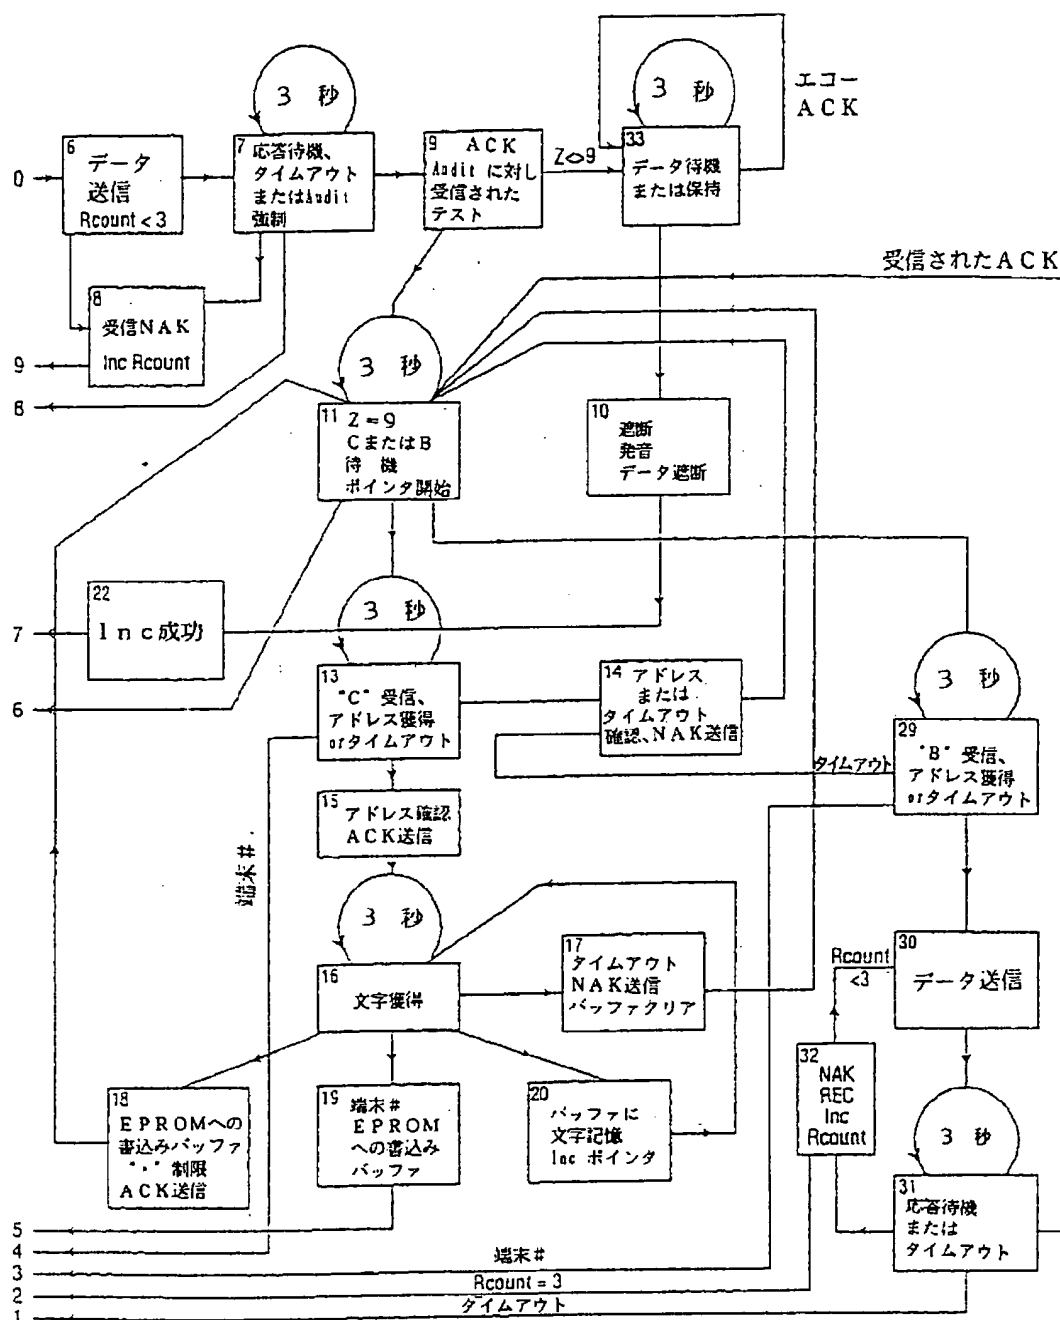 3 秒
3 秒
エコー
ACK
6
データ
送信
Rcount < 3
7 応答待機、
タイムアウト
またはAudit
強制
9 ACK
Audit に対し
受信された
テスト
Z<>9
33
データ待機
または保持
0
受信されたACK
8
受信NAK
Inc Rcount
9
8
3 秒
11 Z=9
CまたはB
待 機
ポインタ開始
10
遮断
発音
データ遮断
22
Inc成功
7
3 秒
6
13
"C" 受信、
アドレス獲得
orタイムアウト
14 アドレス
または
タイムアウト
確認、NAK送信
3 秒
29
"B" 受信、
アドレス獲得
orタイムアウト
タイムアウト
15
アドレス確認
ACK送信
端末#
3 秒
16
文字獲得
17
タイムアウト
NAK送信
バッファクリア
Rcount
<3
30
データ送信
18
EPROMへの
書込みバッファ
制限
ACK送信
19
端末#
EPROM
への書込み
バッファ
20
バッファに
文字記憶
Inc ポインタ
32
NAK
REC
Inc
Rcount
3 秒
31
応答待機
または
タイムアウト
5
4
3
端末#
2
Rcount = 3
1
タイムアウト